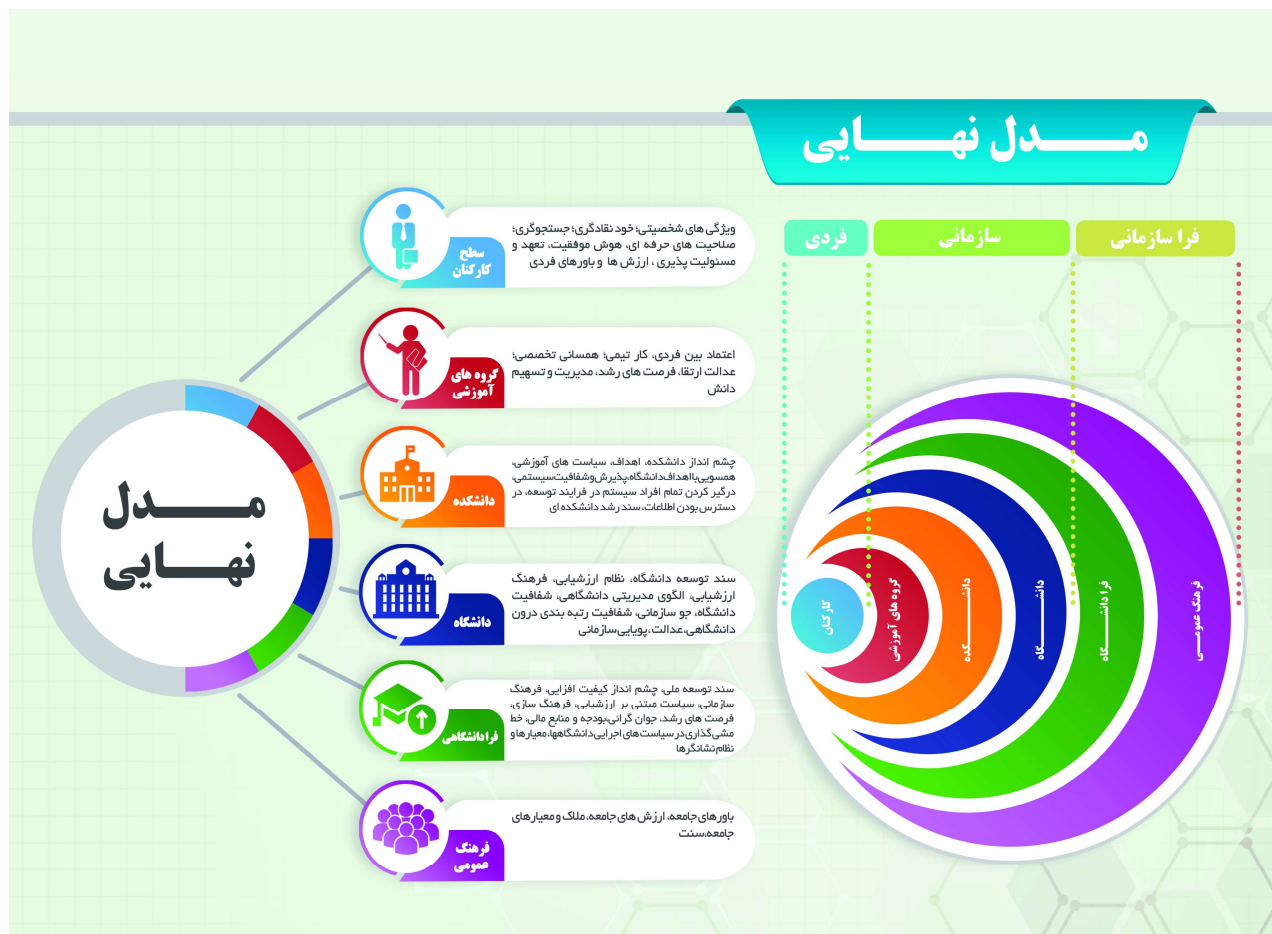 مـــــدل نهـــــایی
فرا سازمانی
سازمانی
فردی
کارکنان
گروه های آموزشی
دانشـــــکده
دانشـــــگاه
فرا دانشـــــگاه
فرهنگ عمومـــی
مـــــدل
نهـــــایی
سطح
کارکنان
ویژگی های شخصیتی؛ خود نقادگری؛ جستجوگری؛
صلاحیت های حرفه ای، هوش موفقیت، تعهد و
مسئولیت پذیری ، ارزش ها و باورهای فردی
گروه های
آموزشی
اعتماد بین فردی، کار تیمی؛ همسانی تخصصی؛
عدالت ارتقا، فرصت های رشد، مدیریت و تسهیم
دانش
دانشکده
چشم انداز دانشکده، اهداف، سیاست های آموزشی،
همسویی با اهداف دانشگاه، پذیرش و شفافیت سیستمی،
درگیر کردن تمام افراد سیستم در فرایند توسعه، در
دسترس بودن اطلاعات، سند رشد دانشکده ای
دانشگاه
سند توسعه دانشگاه، نظام ارزشیابی، فرهنگ
ارزشیابی، الگوی مدیریتی دانشگاهی، شفافیت
دانشگاه، جو سازمانی، شفافیت رتبه بندی درون
دانشگاهی، عدالت، پویایی سازمانی
فرادانشگاهی
سند توسعه ملی، چشم انداز کیفیت افزایی، فرهنگ
سازمانی، سیاست مبتنی بر ارزشیابی، فرهنگ سازی،
فرصت های رشد، جوان گرائی،بودجه و منابع مالی، خط
مشی گذاری در سیاست های اجرایی دانشگاهها، معیارها و
نظام نشانگرها
فرهنگ
عمومی
باورهای جامعه، ارزش های جامعه، ملاک و معیارهای
جامعه،سنت